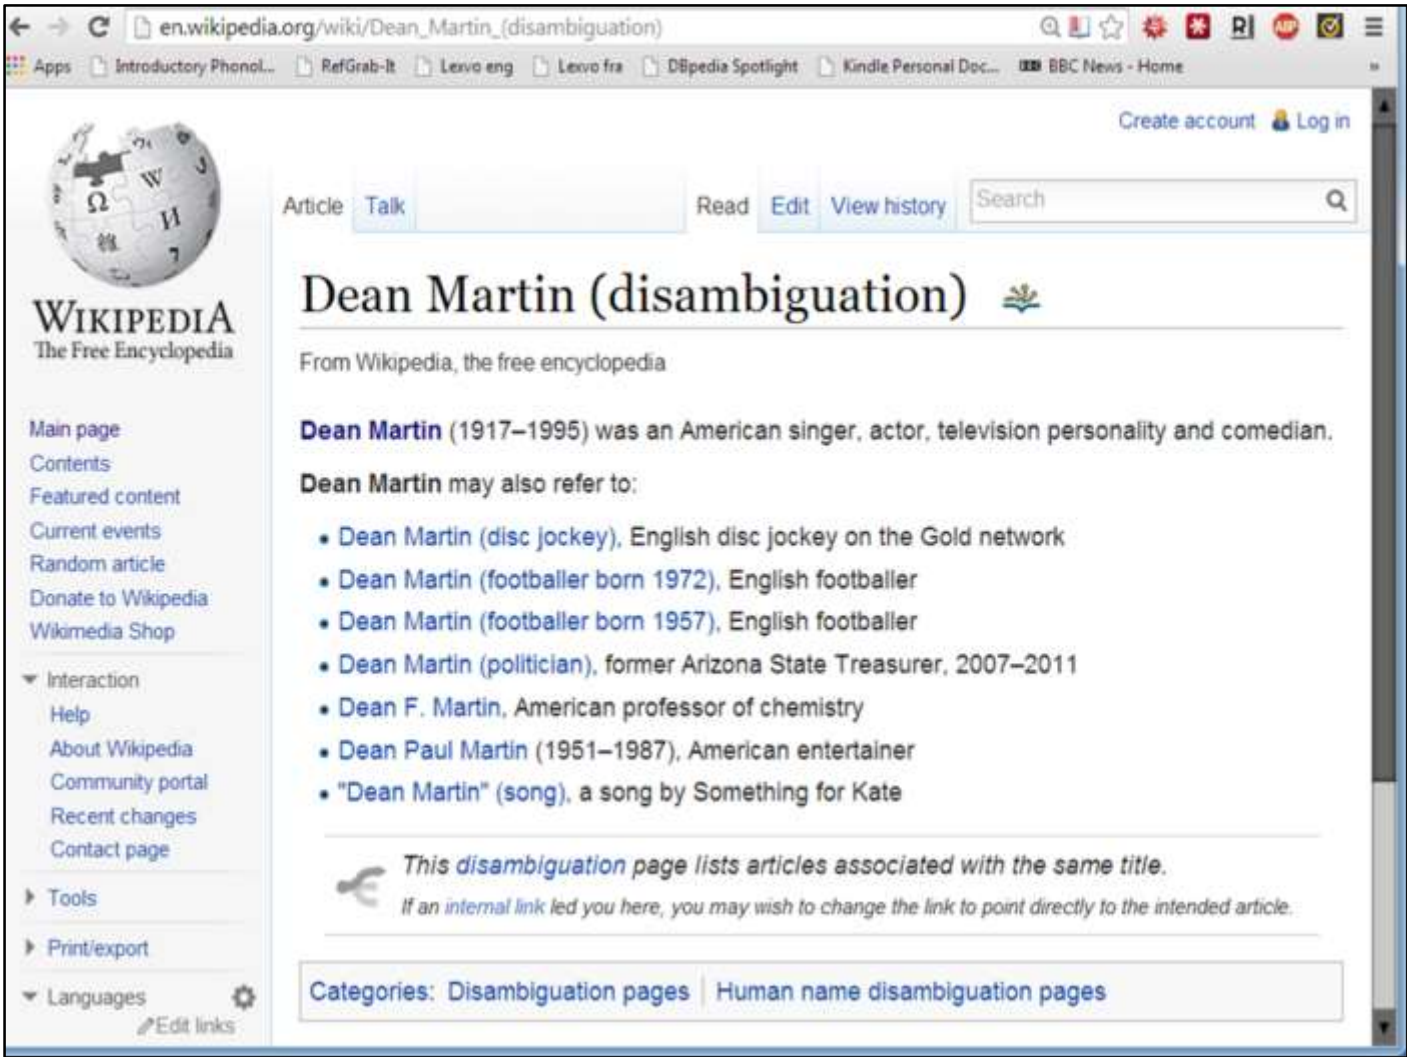 en.wikipedia.org/wiki/Dean_Martin_(disambiguation)
Apps Introductory Phonol... RefGrab-It Lexvo eng Lexvo fra DBpedia Spotlight Kindle Personal Doc... BBC News - Home »
Create account Log in
Article Talk Read Edit View history Search
WIKIPEDIA
The Free Encyclopedia
Dean Martin (disambiguation)
From Wikipedia, the free encyclopedia
Dean Martin (1917–1995) was an American singer, actor, television personality and comedian.
Dean Martin may also refer to:
• Dean Martin (disc jockey), English disc jockey on the Gold network
• Dean Martin (footballer born 1972), English footballer
• Dean Martin (footballer born 1957), English footballer
• Dean Martin (politician), former Arizona State Treasurer, 2007–2011
• Dean F. Martin, American professor of chemistry
• Dean Paul Martin (1951–1987), American entertainer
• "Dean Martin" (song), a song by Something for Kate
This disambiguation page lists articles associated with the same title.
If an internal link led you here, you may wish to change the link to point directly to the intended article.
Categories: Disambiguation pages | Human name disambiguation pages
Main page
Contents
Featured content
Current events
Random article
Donate to Wikipedia
Wikimedia Shop
Interaction
Help
About Wikipedia
Community portal
Recent changes
Contact page
Tools
Print/export
Languages
Edit links